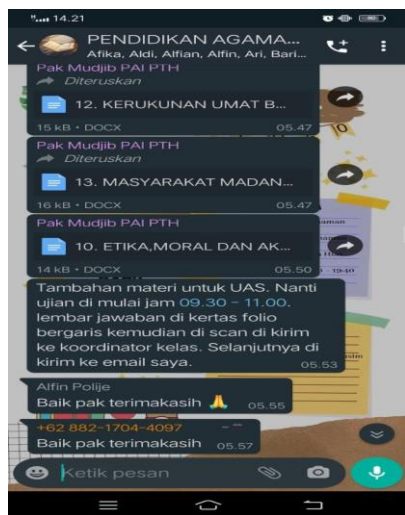 14.21
PENDIDIKAN AGAMA...
Afika, Aldi, Alfian, Alfin, Ari, Bari...
Pak Mudjib PAI PTH
Diteruskan
12. KERUKUNAN UMAT B...
15 kB • DOCX 05.47
Pak Mudjib PAI PTH
Diteruskan
13. MASYARAKAT MADAN...
16 kB • DOCX 05.47
Pak Mudjib PAI PTH
10. ETIKA,MORAL DAN AK...
14 kB • DOCX 05.50
Tambahan materi untuk UAS. Nanti
ujian di mulai jam 09.30 – 11.00.
lembar jawaban di kertas folio
bergaris kemudian di scan di kirim
ke koordinator kelas. Selanjutnya di
kirim ke email saya. 05.53
Alfin Polije
Baik pak terimakasih 🙏 05.55
+62 882-1704-4097
Baik pak terimakasih 05.57
Ketik pesan